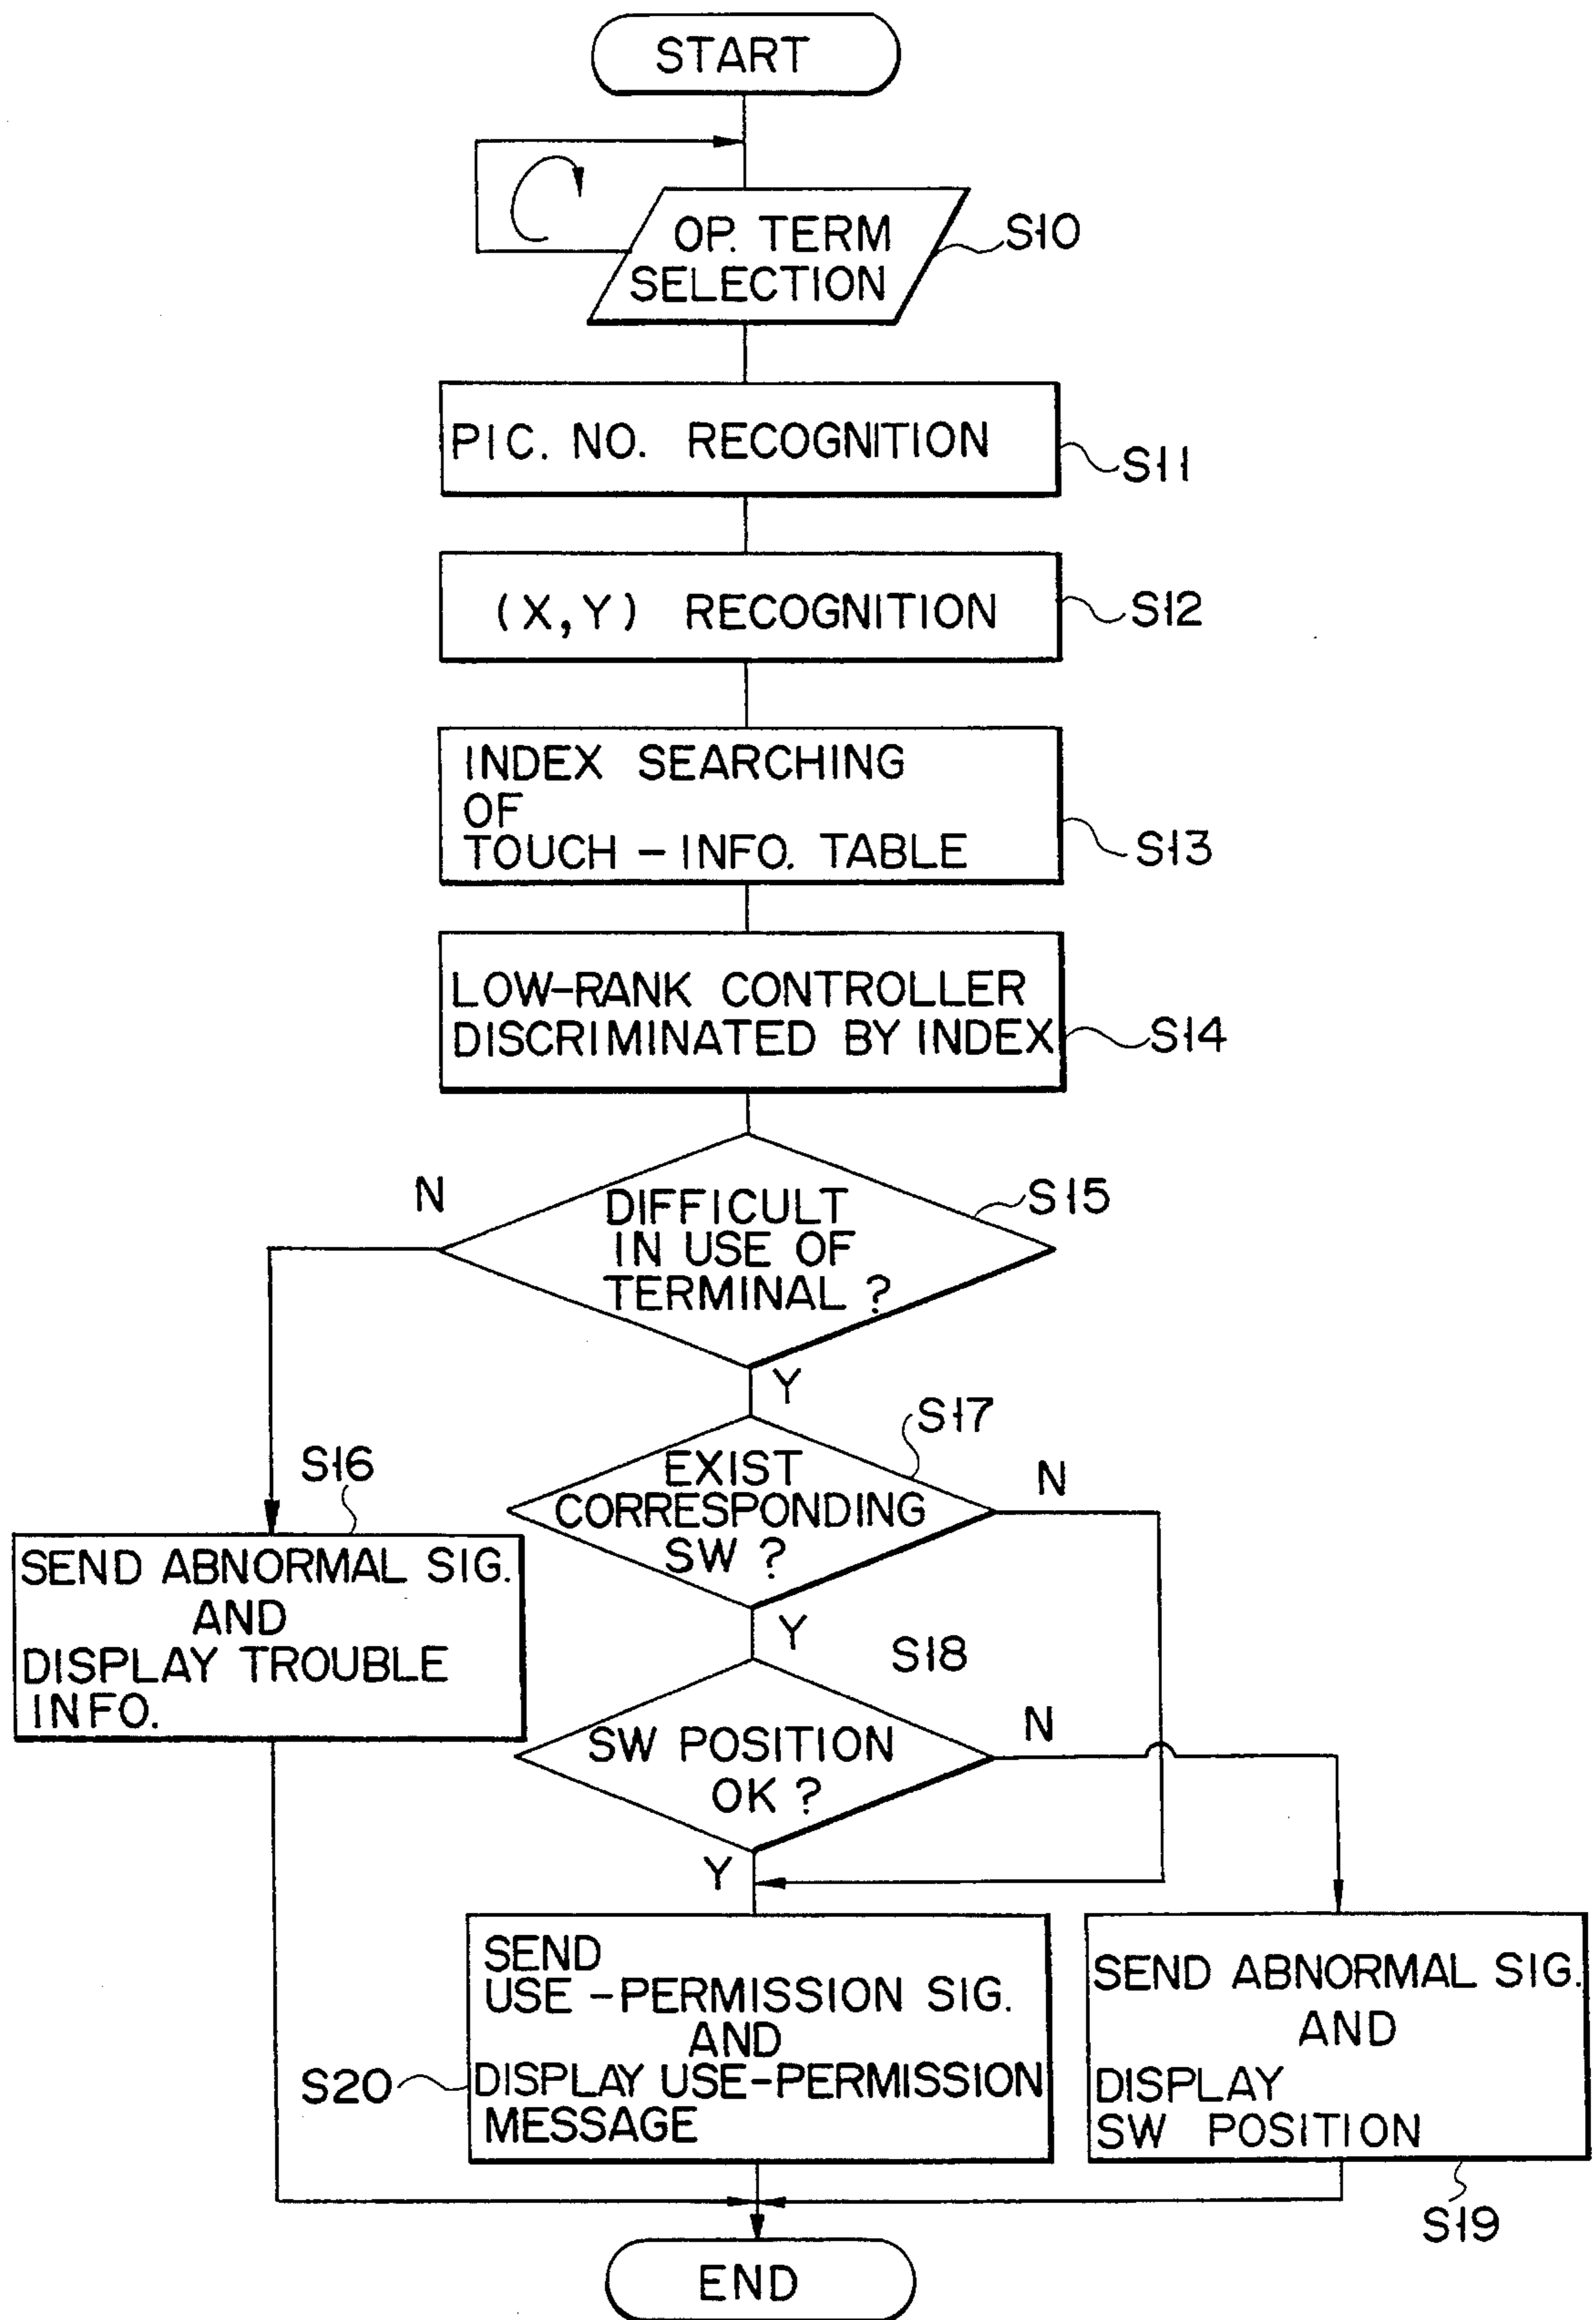 START
OP. TERM
SELECTION
S10
PIC. NO. RECOGNITION
S11
(X,Y) RECOGNITION
S12
INDEX SEARCHING
OF
TOUCH-INFO. TABLE
S13
LOW-RANK CONTROLLER
DISCRIMINATED BY INDEX
S14
N
DIFFICULT
IN USE OF
TERMINAL ?
S15
Y
S17
EXIST
CORRESPONDING
SW ?
N
S16
SEND ABNORMAL SIG.
AND
DISPLAY TROUBLE
INFO.
Y
S18
SW POSITION
OK ?
N
Y
SEND
USE-PERMISSION SIG.
AND
DISPLAY USE-PERMISSION
MESSAGE
S20
SEND ABNORMAL SIG.
AND
DISPLAY
SW POSITION
S19
END